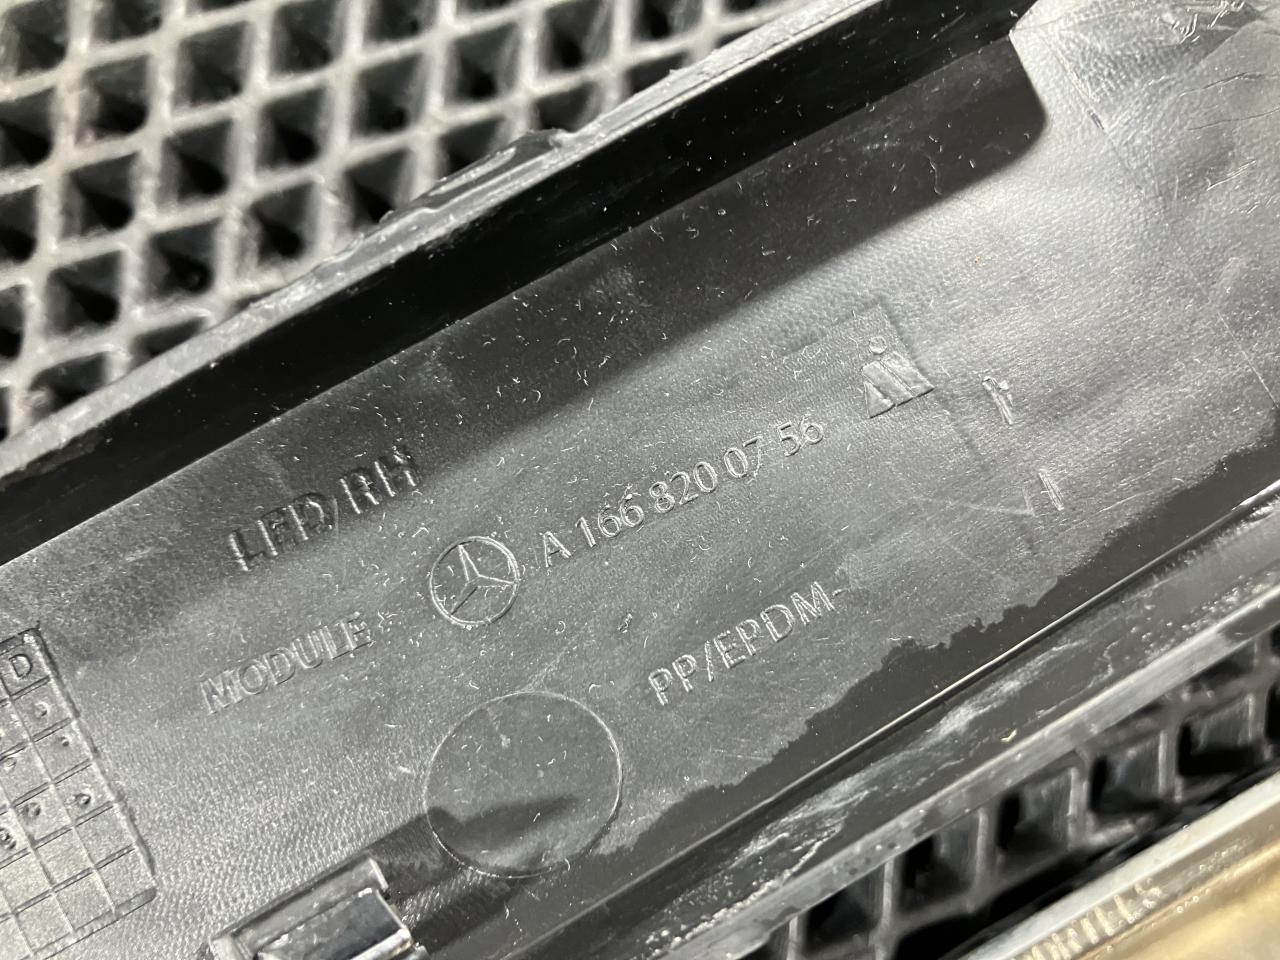 LED/RH
MODULE
A 166 820 07 56
PP/EPDM-
D